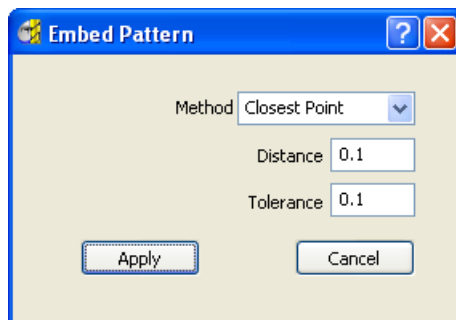 Embed Pattern
Method Closest Point
Distance 0.1
Tolerance 0.1
Apply Cancel